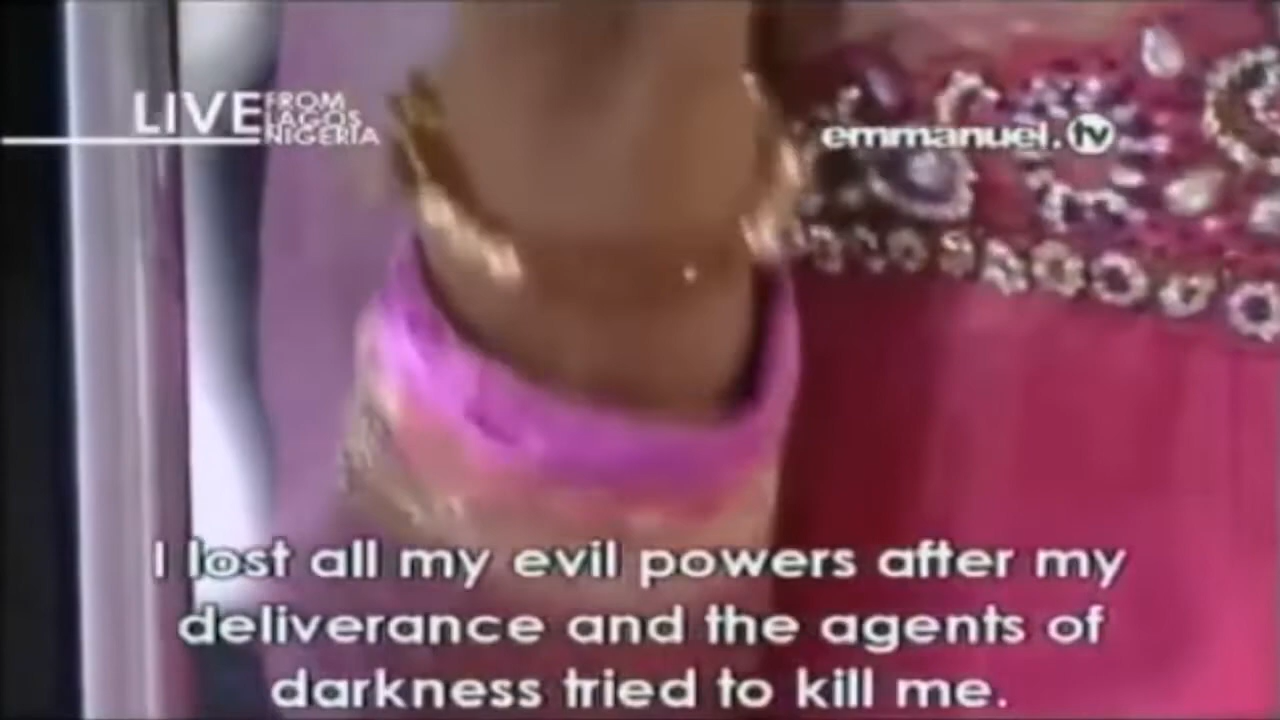 LIVE FROM
LAGOS
NIGERIA
emmanuel.tv
I lost all my evil powers after my
deliverance and the agents of
darkness tried to kill me.